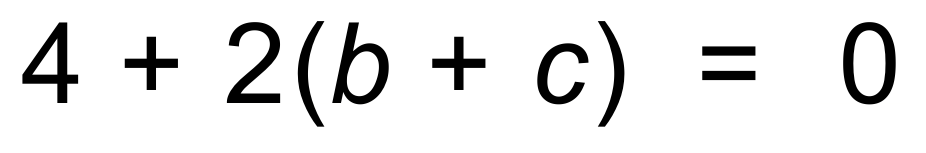 4 + 2(b + c) = 0